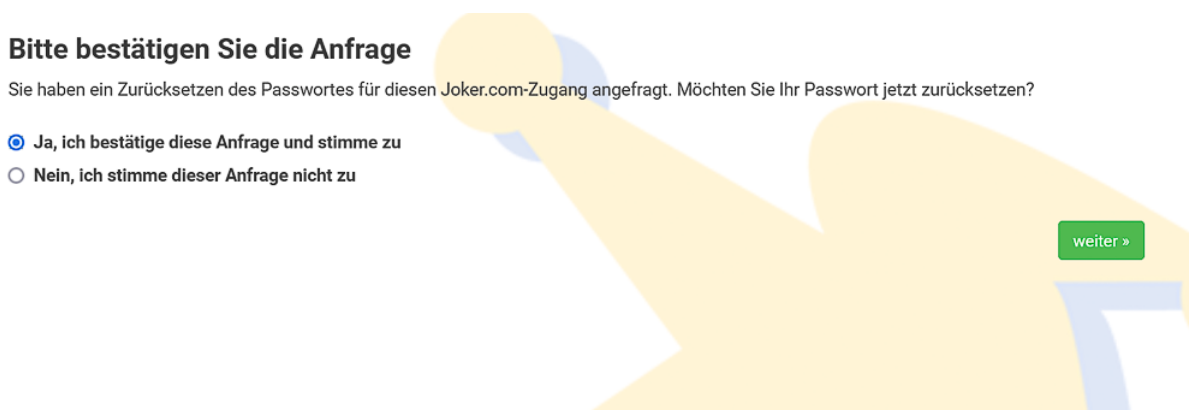 Bitte bestätigen Sie die Anfrage
Sie haben ein Zurücksetzen des Passwortes für diesen Joker.com-Zugang angefragt. Möchten Sie Ihr Passwort jetzt zurücksetzen?
Ja, ich bestätige diese Anfrage und stimme zu
Nein, ich stimme dieser Anfrage nicht zu
weiter »